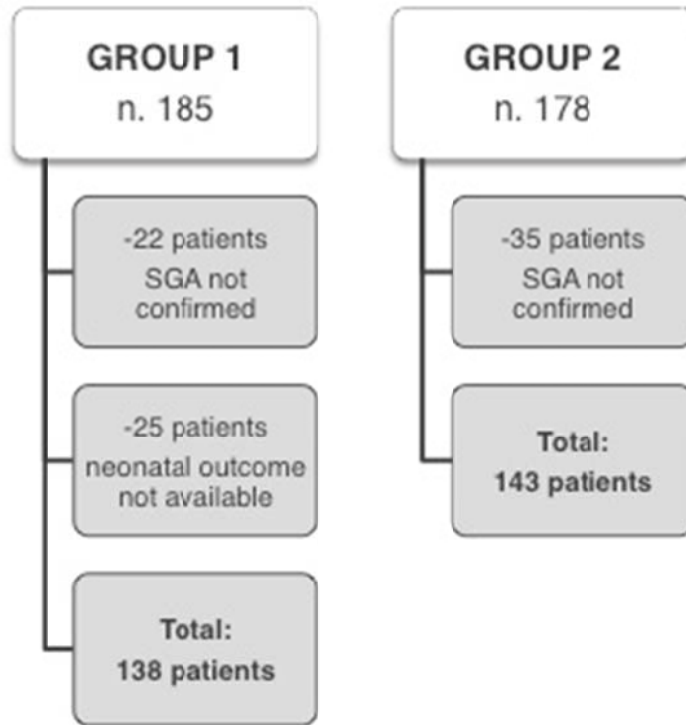 GROUP 1
n. 185
-22 patients
SGA not
confirmed
-25 patients
neonatal outcome
not available
Total:
138 patients
GROUP 2
n. 178
-35 patients
SGA not
confirmed
Total:
143 patients